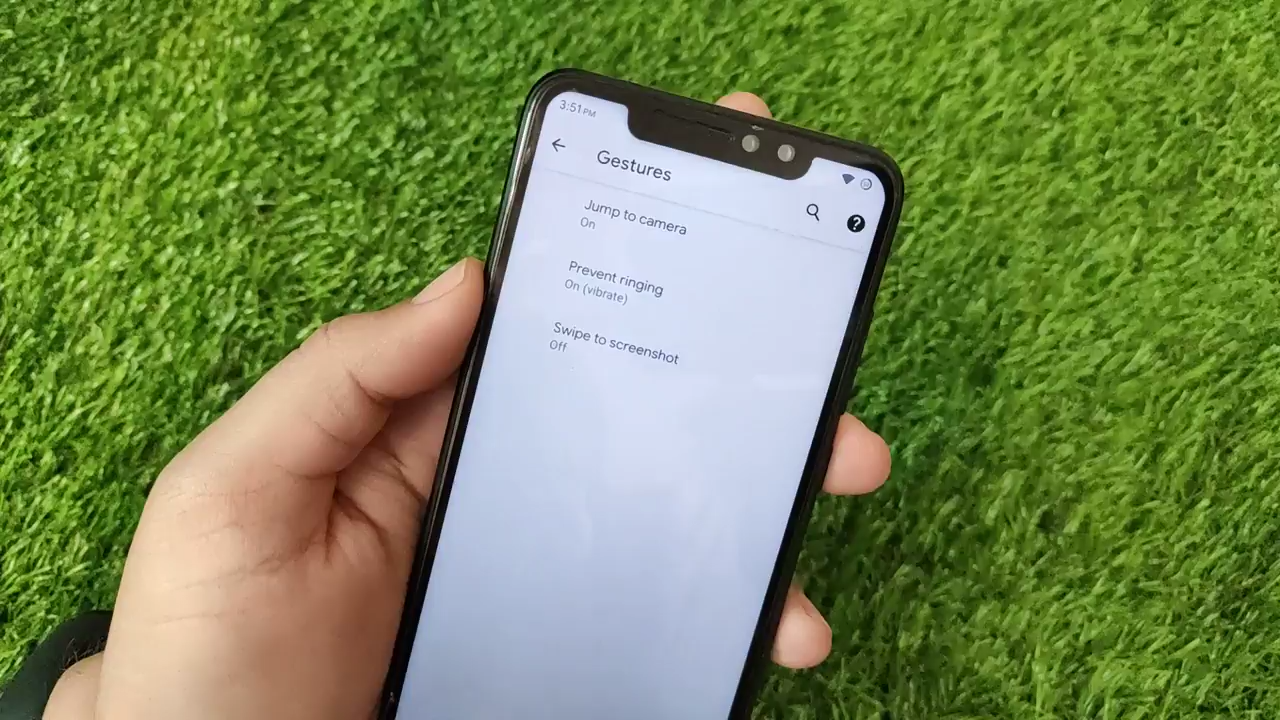 3:51 PM
Gestures
Jump to camera
On
Prevent ringing
On (vibrate)
Swipe to screenshot
Off